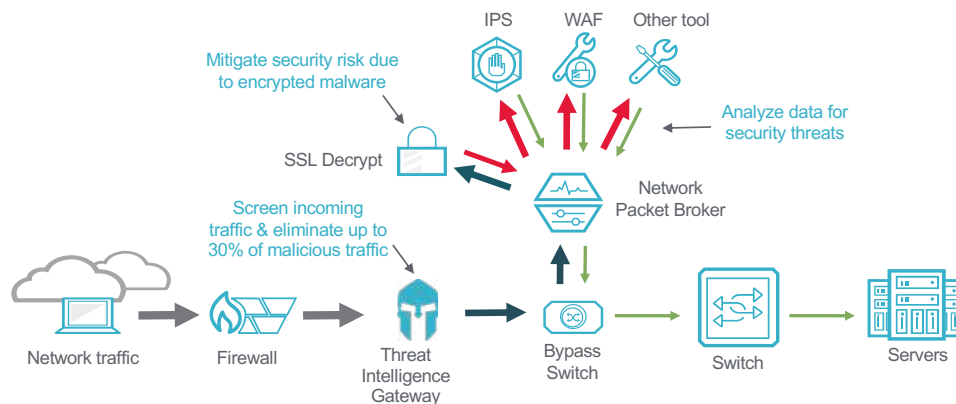 IPS
WAF
Other tool
Mitigate security risk due
to encrypted malware
Analyze data for
security threats
SSL Decrypt
Network
Packet Broker
Screen incoming
traffic & eliminate up to
30% of malicious traffic
Network traffic
Firewall
Threat
Intelligence
Gateway
Bypass
Switch
Switch
Servers